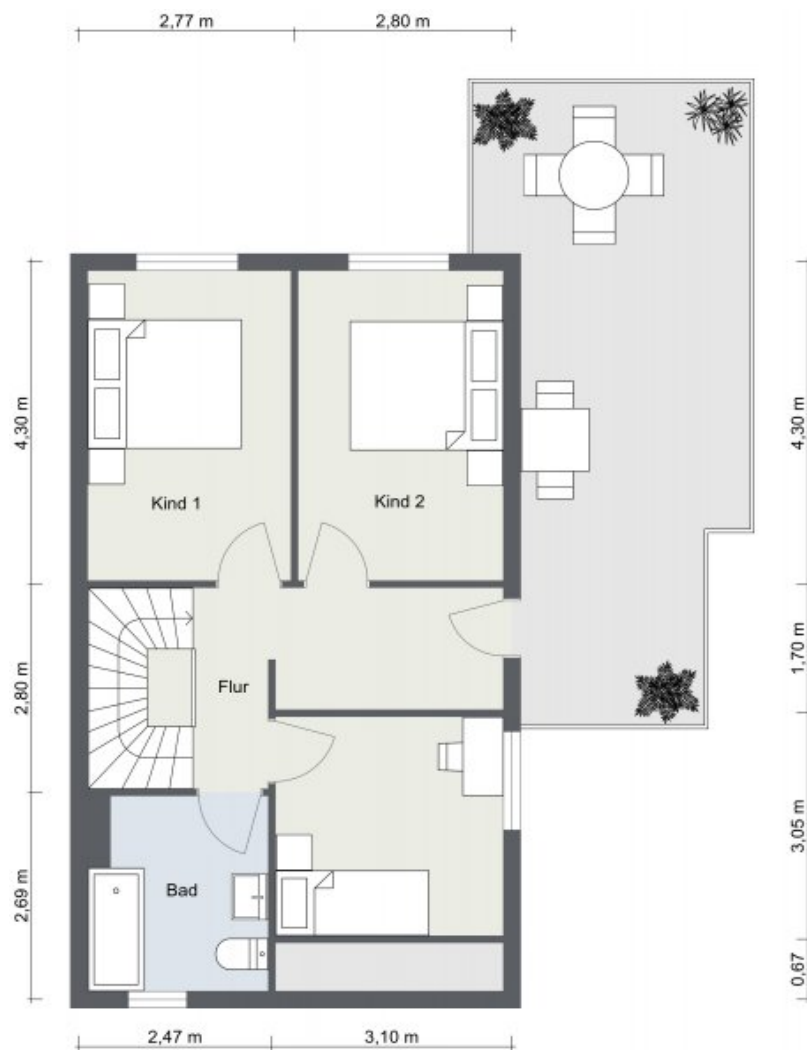 2,77 m
2,80 m
4,30 m
4,30 m
Kind 1
Kind 2
2,80 m
Flur
1,70 m
2,69 m
Bad
3,05 m
0,67
2,47 m
3,10 m